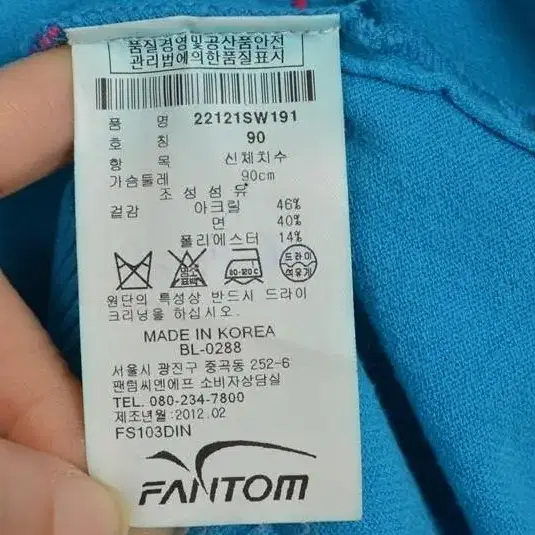 품질경영및공산품안전
관리법에의한품질표시
품 명 22121SW191
호 칭 90
항 목 신체치수
가슴둘레 90cm
조성섬유
겉감 아크릴 46%
면 40%
폴리에스터 14%
염소 표백 80-120℃ 드라이 석유계
원단의 특성상 반드시 드라이
크리닝을 하십시오.
MADE IN KOREA
BL-0288
서울시 광진구 중곡동 252-6
팬텀씨앤에프 소비자상담실
TEL. 080-234-7800
제조년월:2012.02
FS103DIN
FANTOM